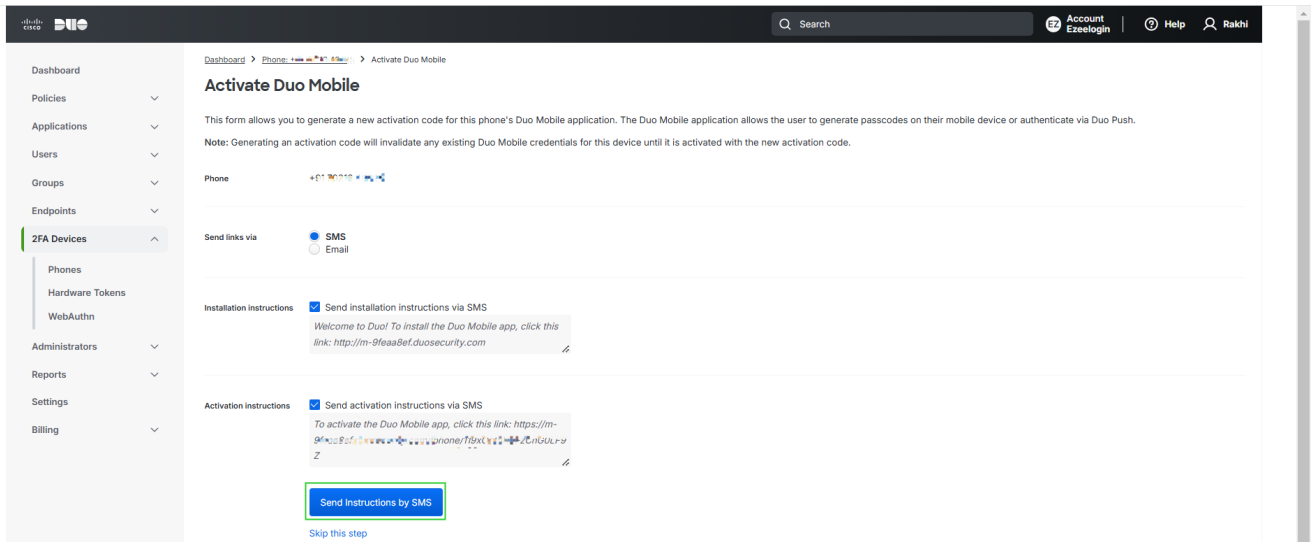 cisco DUO
Search
EZ Account Ezeelogin
Help
Rakhi
Dashboard
Policies
Applications
Users
Groups
Endpoints
2FA Devices
Phones
Hardware Tokens
WebAuthn
Administrators
Reports
Settings
Billing
Dashboard > Phone: > Activate Duo Mobile
Activate Duo Mobile
This form allows you to generate a new activation code for this phone's Duo Mobile application. The Duo Mobile application allows the user to generate passcodes on their mobile device or authenticate via Duo Push.
Note: Generating an activation code will invalidate any existing Duo Mobile credentials for this device until it is activated with the new activation code.
Phone
Send links via
SMS
Email
Installation instructions
Send installation instructions via SMS
Welcome to Duo! To install the Duo Mobile app, click this
link: http://m-9feaa8ef.duosecurity.com
Activation instructions
Send activation instructions via SMS
To activate the Duo Mobile app, click this link: https://m-
Z
Send Instructions by SMS
Skip this step